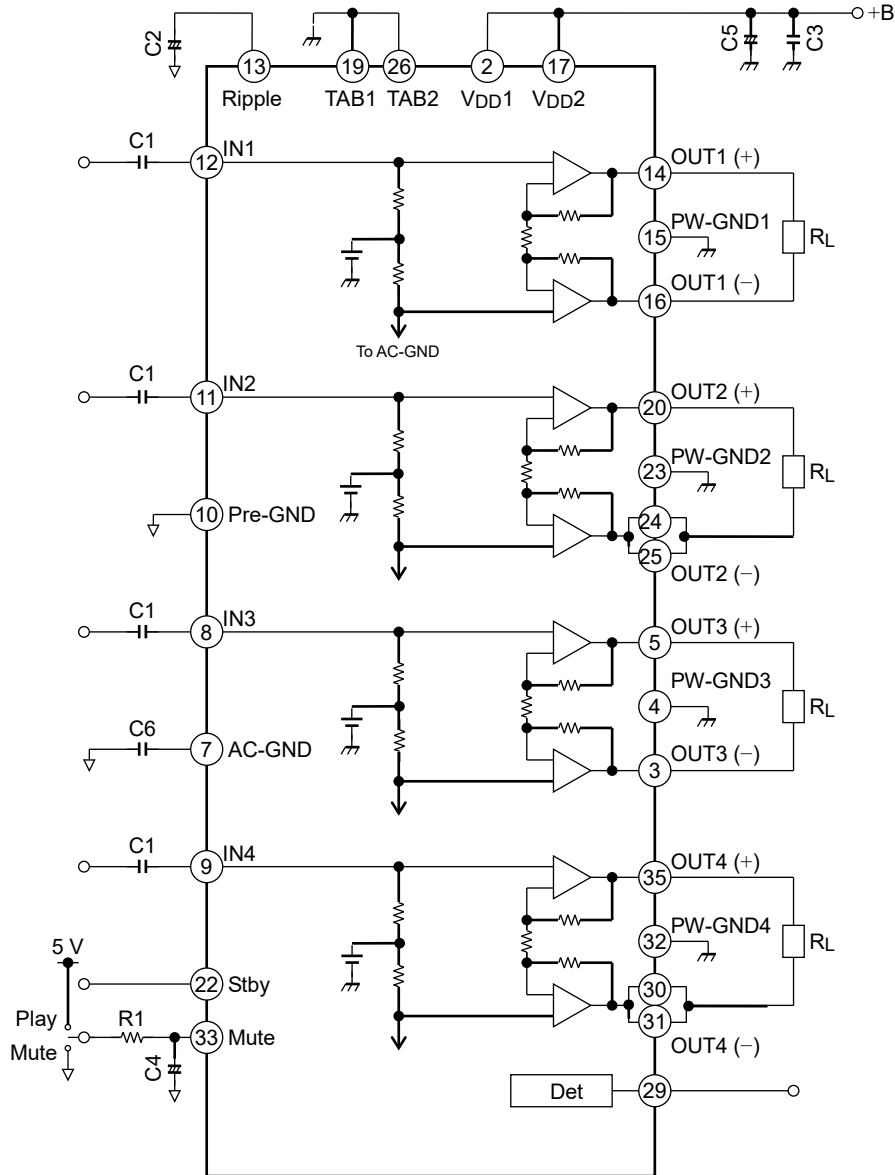 C2
C5
C3
+B
13
19
26
2
17
Ripple
TAB1
TAB2
VDD1
VDD2
C1
12
IN1
14
OUT1 (+)
15
PW-GND1
RL
16
OUT1 (−)
To AC-GND
C1
11
IN2
20
OUT2 (+)
23
PW-GND2
RL
10
Pre-GND
24
25
OUT2 (−)
C1
8
IN3
5
OUT3 (+)
4
PW-GND3
RL
C6
7
AC-GND
3
OUT3 (−)
C1
9
IN4
35
OUT4 (+)
32
PW-GND4
RL
5 V
22
Stby
30
Play
R1
33
Mute
31
Mute
C4
OUT4 (−)
Det
29